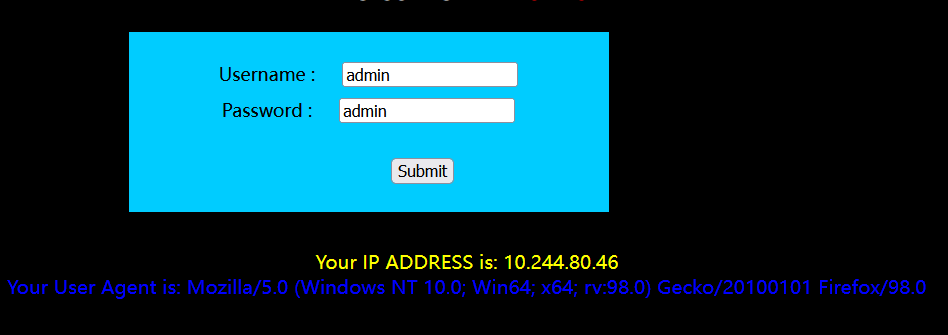 Username : admin
Password : admin
Submit
Your IP ADDRESS is: 10.244.80.46
Your User Agent is: Mozilla/5.0 (Windows NT 10.0; Win64; x64; rv:98.0) Gecko/20100101 Firefox/98.0